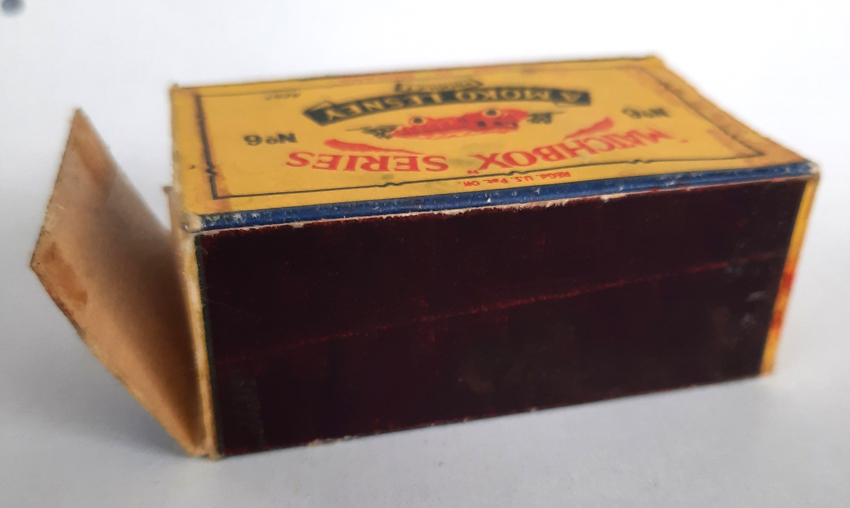 REGD. U.S. PAT. OFF.
"MATCHBOX" SERIES
Nº6 Nº6
A MOKO LESNEY